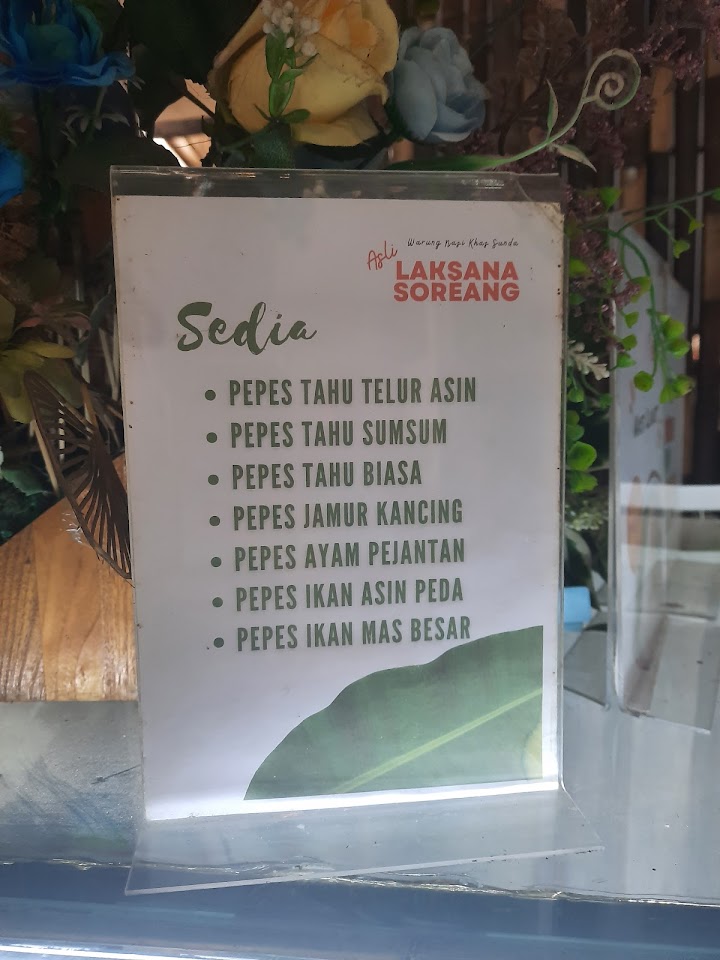 Warung Nasi Khas Sunda
Asli
LAKSANA
SOREANG
Sedia
• PEPES TAHU TELUR ASIN
• PEPES TAHU SUMSUM
• PEPES TAHU BIASA
• PEPES JAMUR KANCING
• PEPES AYAM PEJANTAN
• PEPES IKAN ASIN PEDA
• PEPES IKAN MAS BESAR